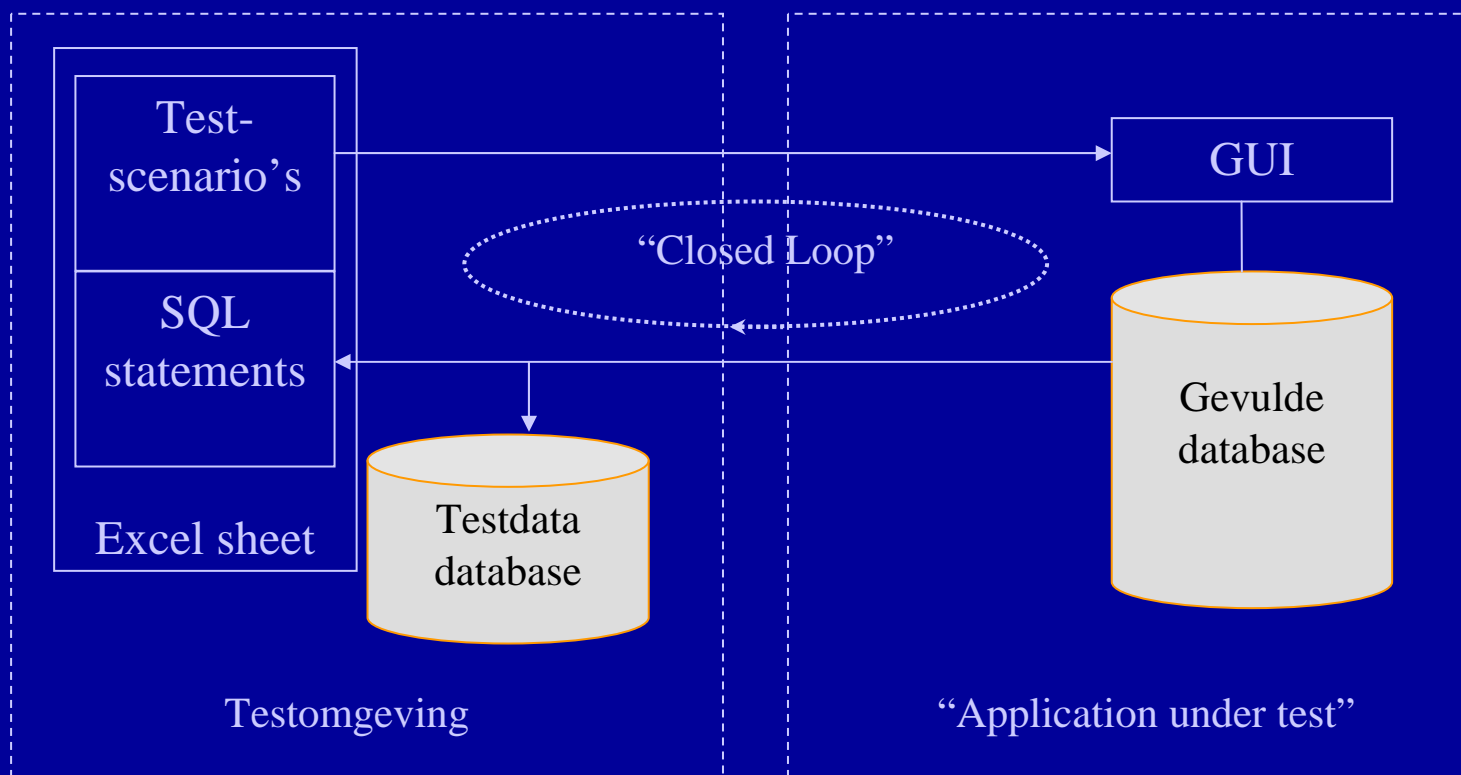 Test-
scenario’s
SQL
statements
Excel sheet
“Closed Loop”
GUI
Gevulde
database
Testdata
database
Testomgeving
“Application under test”